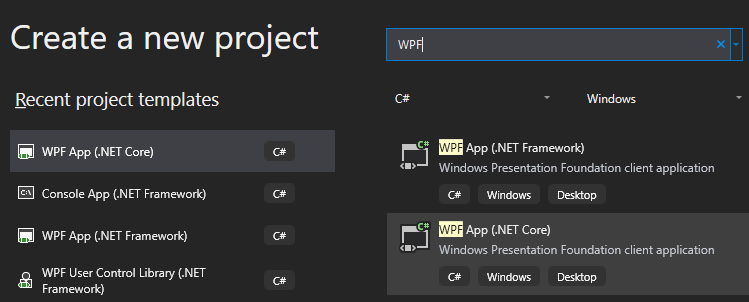 Create a new project
WPF
Recent project templates
C#
Windows
WPF App (.NET Core)
C#
Console App (.NET Framework)
C#
WPF App (.NET Framework)
C#
WPF User Control Library (.NET
Framework)
C#
C#
WPF App (.NET Framework)
Windows Presentation Foundation client application
C# Windows Desktop
C#
WPF App (.NET Core)
Windows Presentation Foundation client application
C# Windows Desktop